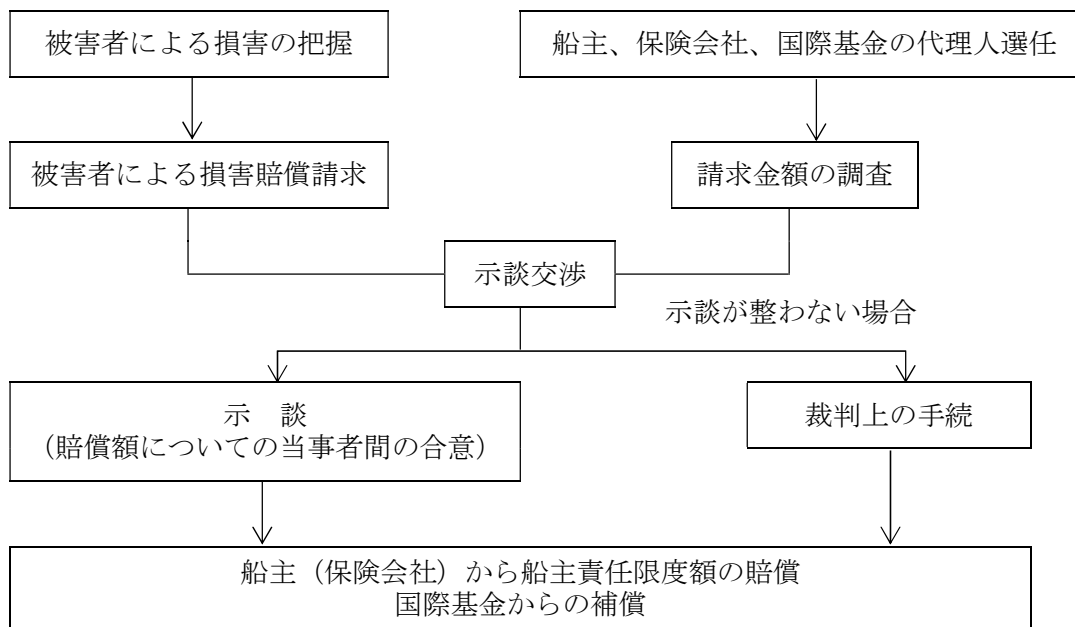 被害者による損害の把握
船主、保険会社、国際基金の代理人選任
被害者による損害賠償請求
請求金額の調査
示談交渉
示談が整わない場合
示　談
（賠償額についての当事者間の合意）
裁判上の手続
船主（保険会社）から船主責任限度額の賠償
国際基金からの補償